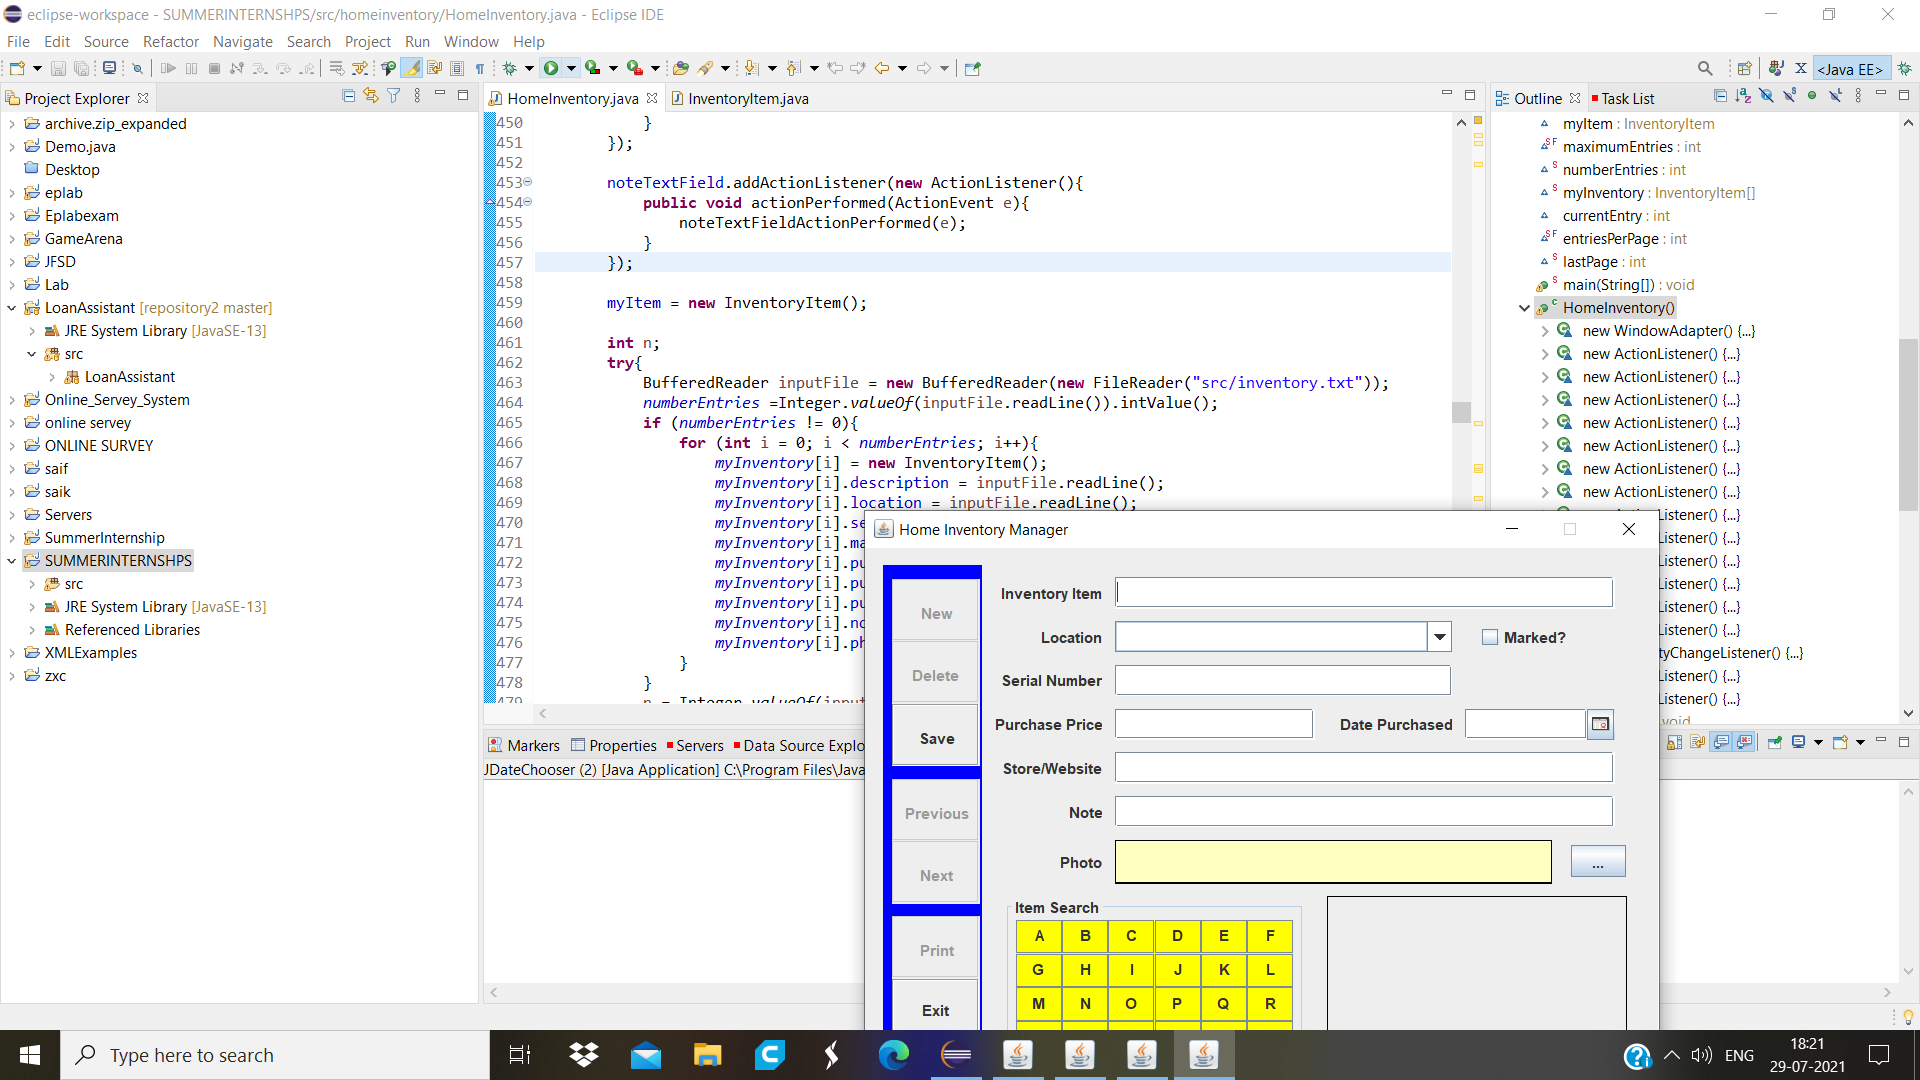 eclipse-workspace - SUMMERINTERNSHPS/src/homeinventory/HomeInventory.java - Eclipse IDE
File Edit Source Refactor Navigate Search Project Run Window Help
<Java EE>
Project Explorer
archive.zip_expanded
Demo.java
Desktop
eplab
Eplabexam
GameArena
JFSD
Lab
LoanAssistant [repository2 master]
JRE System Library [JavaSE-13]
src
LoanAssistant
Online_Servey_System
online servey
ONLINE SURVEY
saif
saik
Servers
SummerInternship
SUMMERINTERNSHPS
src
JRE System Library [JavaSE-13]
Referenced Libraries
XMLExamples
zxc
HomeInventory.java InventoryItem.java
450 }
451 });
452
453 noteTextField.addActionListener(new ActionListener(){
454 public void actionPerformed(ActionEvent e){
455 noteTextFieldActionPerformed(e);
456 }
457 });
458
459 myItem = new InventoryItem();
460
461 int n;
462 try{
463 BufferedReader inputFile = new BufferedReader(new FileReader("src/inventory.txt"));
464 numberEntries =Integer.valueOf(inputFile.readLine()).intValue();
465 if (numberEntries != 0){
466 for (int i = 0; i < numberEntries; i++){
467 myInventory[i] = new InventoryItem();
468 myInventory[i].description = inputFile.readLine();
469 myInventory[i].location = inputFile.readLine();
470 myInventory[i].se
471 myInventory[i].ma
472 myInventory[i].pu
473 myInventory[i].pu
474 myInventory[i].pu
475 myInventory[i].no
476 myInventory[i].ph
477 }
478 }
479 n = Integer.valueOf(input
Outline Task List
myItem : InventoryItem
maximumEntries : int
numberEntries : int
myInventory : InventoryItem[]
currentEntry : int
entriesPerPage : int
lastPage : int
main(String[]) : void
HomeInventory()
new WindowAdapter() {...}
new ActionListener() {...}
new ActionListener() {...}
new ActionListener() {...}
new ActionListener() {...}
new ActionListener() {...}
new ActionListener() {...}
new ActionListener() {...}
Listener() {...}
Listener() {...}
Listener() {...}
Listener() {...}
Listener() {...}
Listener() {...}
tyChangeListener() {...}
Listener() {...}
Listener() {...}
void
Markers Properties Servers Data Source Explo
JDateChooser (2) [Java Application] C:\Program Files\Java
Home Inventory Manager
New
Delete
Save
Previous
Next
Print
Exit
Inventory Item
Location Marked?
Serial Number
Purchase Price Date Purchased
Store/Website
Note
Photo ...
Item Search
A B C D E F
G H I J K L
M N O P Q R
Type here to search
ENG
18:21
29-07-2021